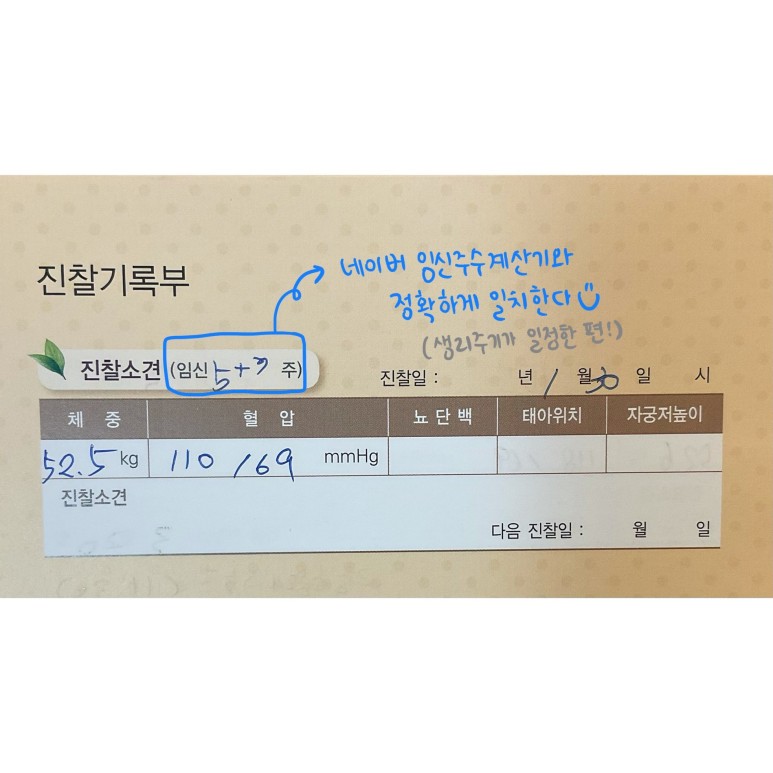 네이버 임신주수계산기와
정확하게 일치한다
(생리주기가 일정한 편!)
진찰기록부
진찰소견 (임신 5+3 주)
진찰일 : 년 1월 30일 시
체 중 혈 압 뇨 단 백 태아위치 자궁저높이
52.5 kg 110 /69 mmHg
진찰소견
다음 진찰일 : 월 일